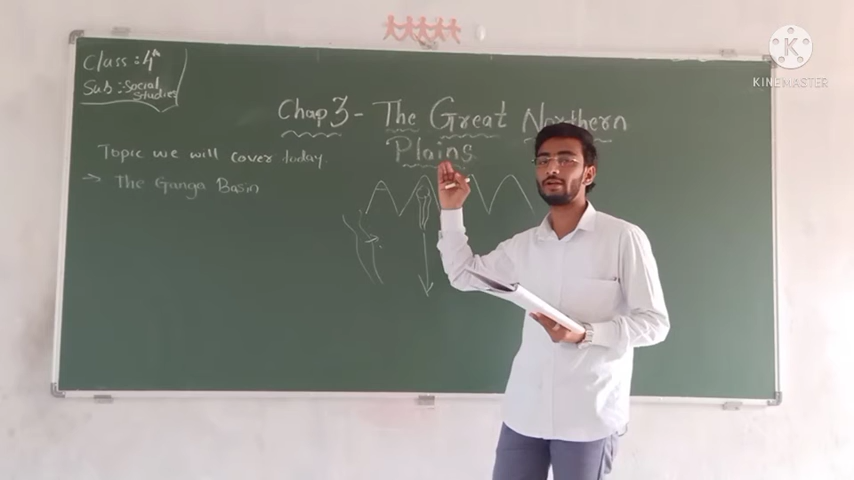 Class : 4th
Sub : Social
Studies
Chap 3 - The Great Northern
Plains
Topic we will cover today.
→ The Ganga Basin
K
KINEMASTER